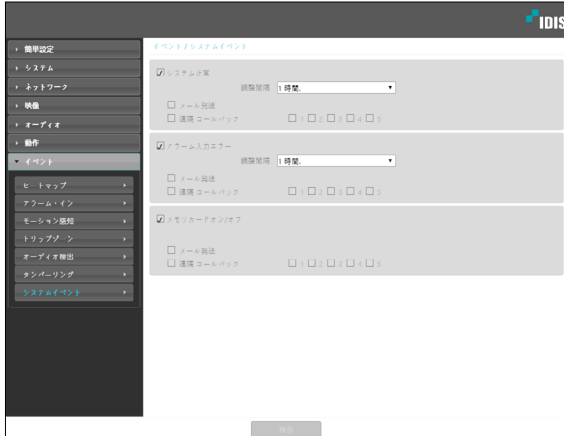 IDIS
簡単設定
システム
ネットワーク
映像
オーディオ
動作
イベント
ヒートマップ
アラーム・イン
モーション感知
トリップゾーン
オーディオ検出
タンパーリング
システムイベント
イベント / システムイベント
システム正常
調整間隔 1 時間.
メール発送
遠隔 コールバック 1 2 3 4 5
アラーム入力エラー
調整間隔 1 時間.
メール発送
遠隔 コールバック 1 2 3 4 5
メモリカードオン/オフ
メール発送
遠隔 コールバック 1 2 3 4 5
保存